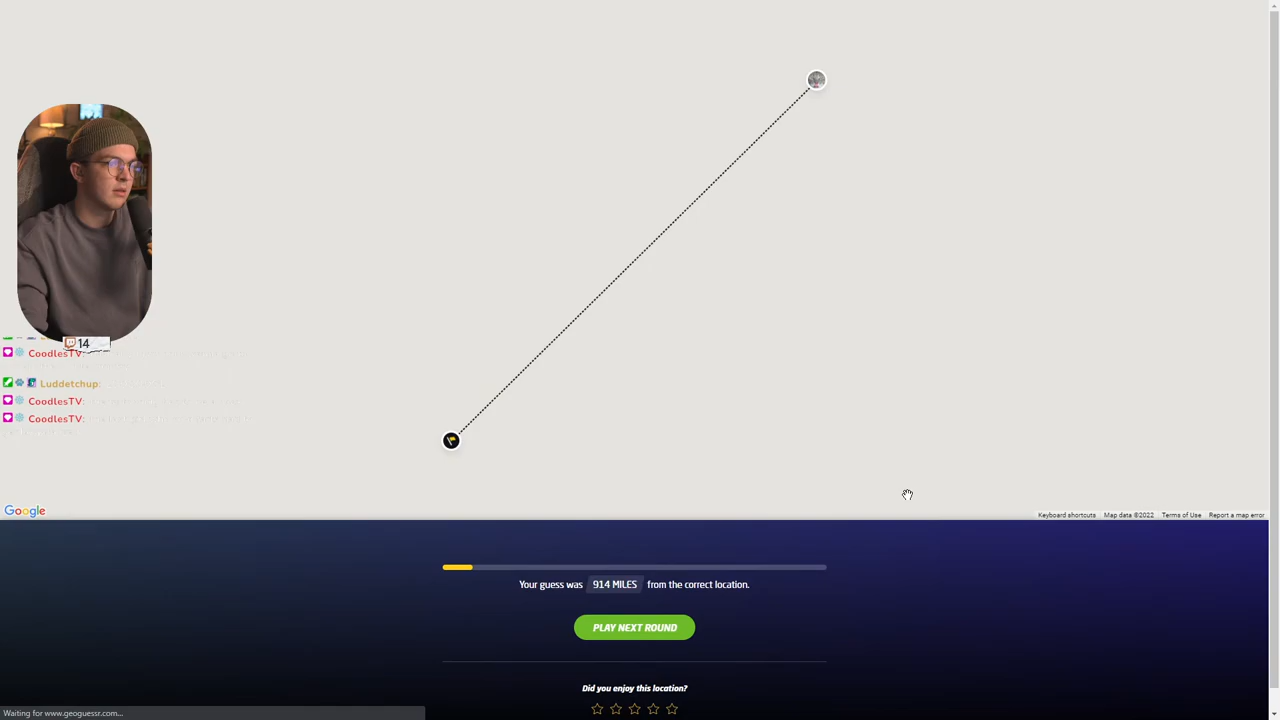 14
CoodlesTV:
Luddetchup:
CoodlesTV:
CoodlesTV:
Google
Keyboard shortcuts
Map data ©2022
Terms of Use
Report a map error
Your guess was 914 MILES from the correct location.
PLAY NEXT ROUND
Did you enjoy this location?
Waiting for www.geoguessr.com...